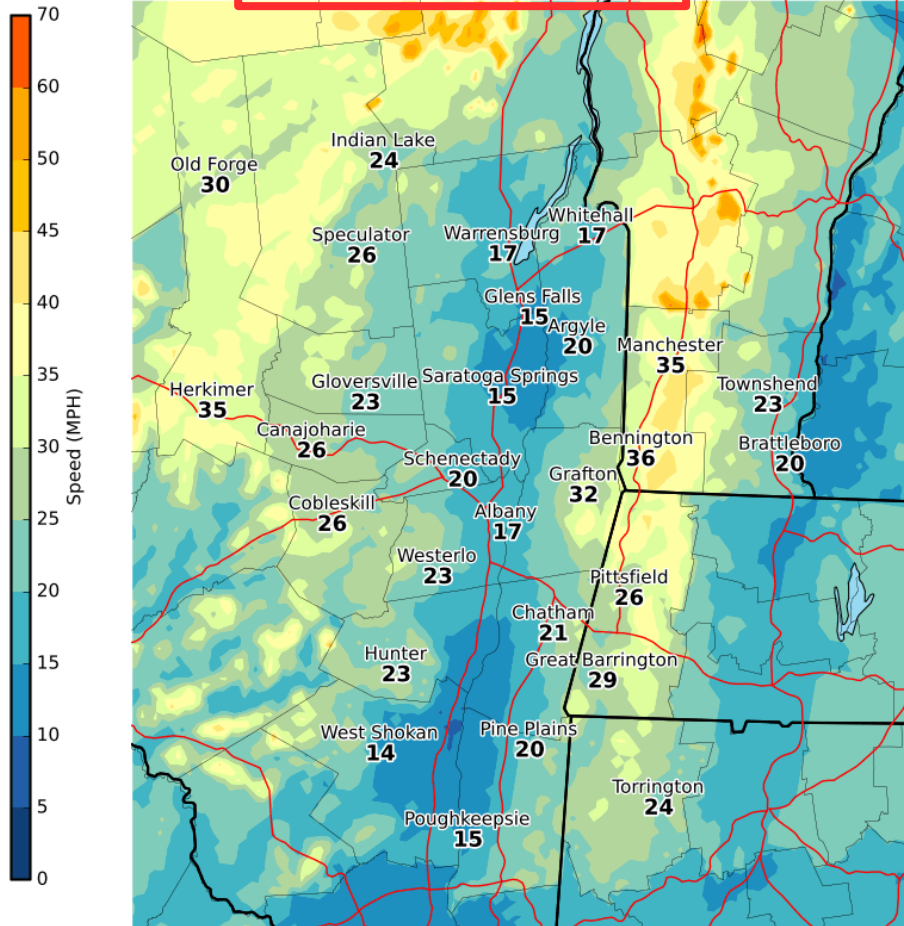 70
60
50
45
40
35
30
25
20
15
10
5
0
Speed (MPH)
Indian Lake
24
Old Forge
30
Whitehall
17
Speculator
26
Warrensburg
17
Glens Falls
15
Argyle
20
Manchester
35
Saratoga Springs
15
Gloversville
23
Townshend
23
Herkimer
35
Canajoharie
26
Bennington
36
Brattleboro
20
Schenectady
20
Grafton
32
Cobleskill
26
Albany
17
Westerlo
23
Pittsfield
26
Chatham
21
Hunter
23
Great Barrington
29
West Shokan
14
Pine Plains
20
Torrington
24
Poughkeepsie
15